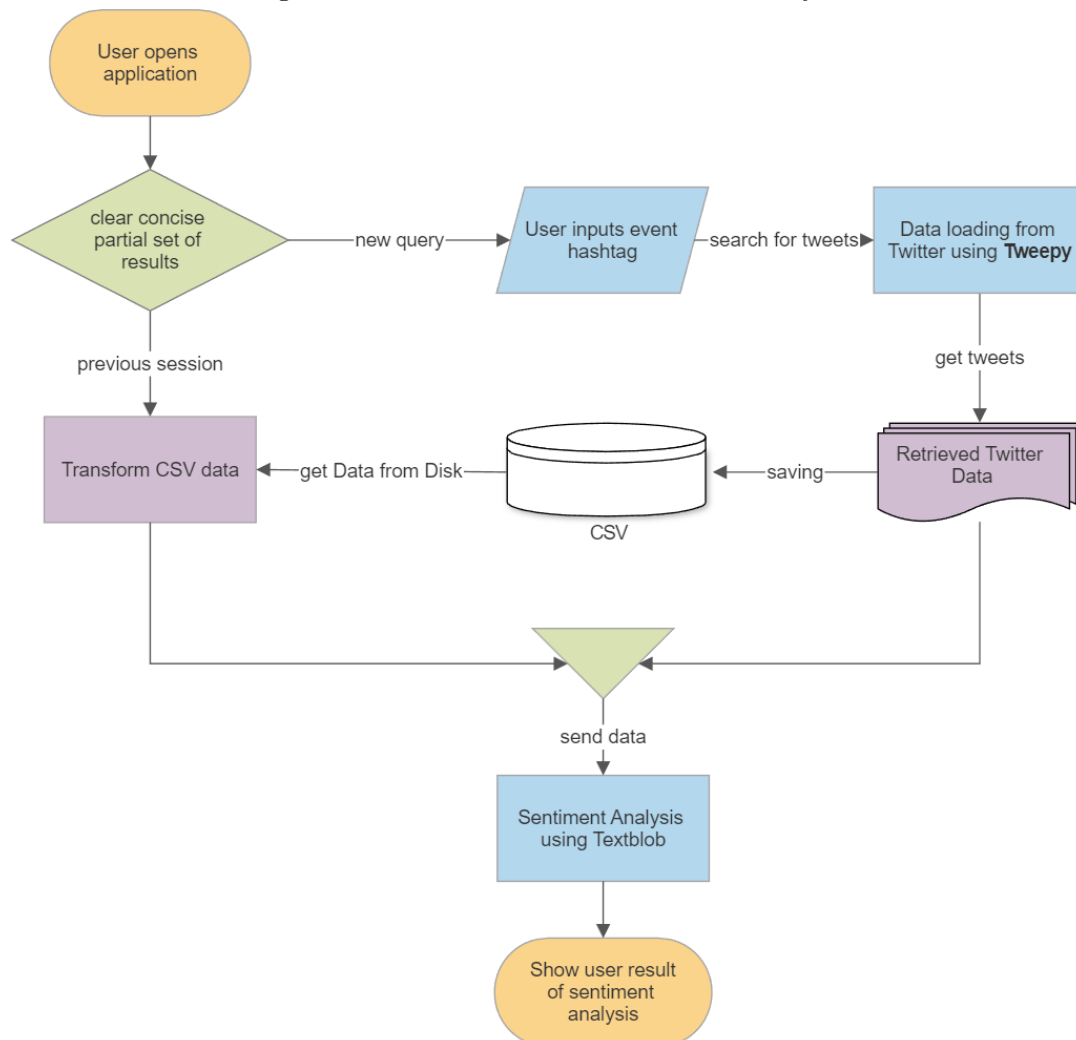 User opens
application
clear concise
partial set of
results
new query
User inputs event
hashtag
search for tweets
Data loading from
Twitter using Tweepy
previous session
get tweets
Transform CSV data
get Data from Disk
CSV
saving
Retrieved Twitter
Data
send data
Sentiment Analysis
using Textblob
Show user result
of sentiment
analysis